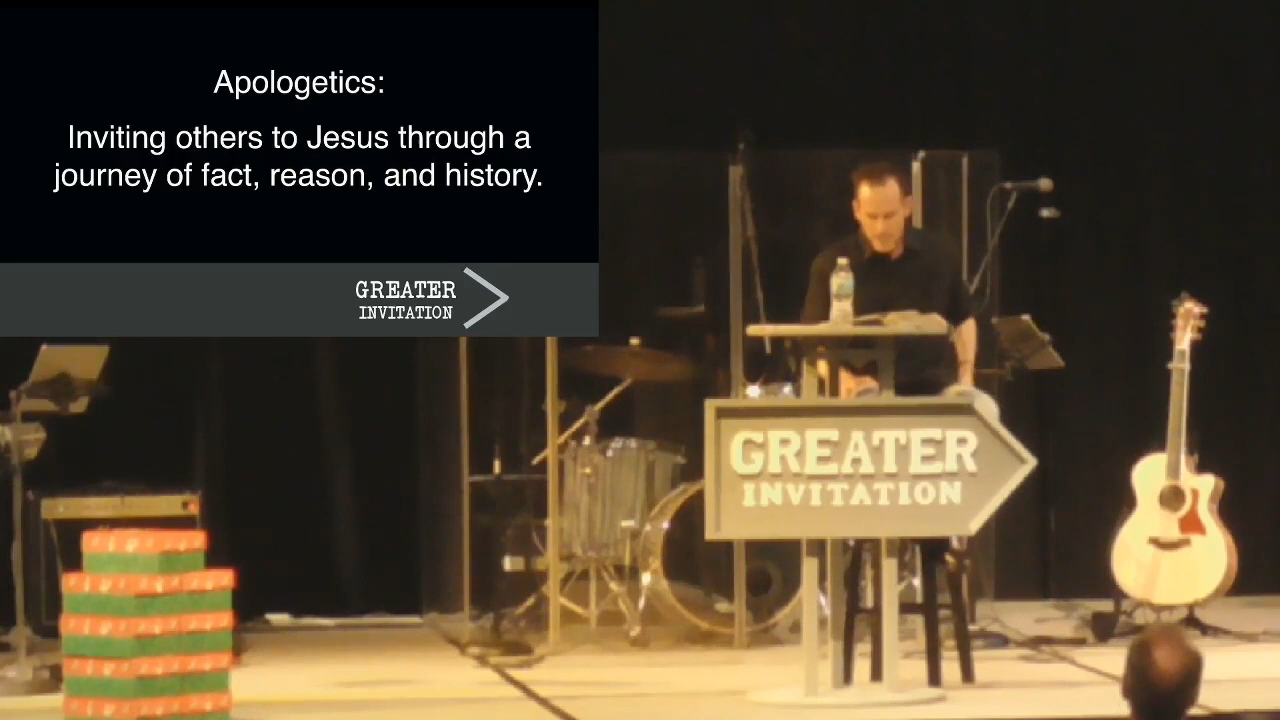 Apologetics:
Inviting others to Jesus through a
journey of fact, reason, and history.
GREATER
INVITATION
GREATER
INVITATION